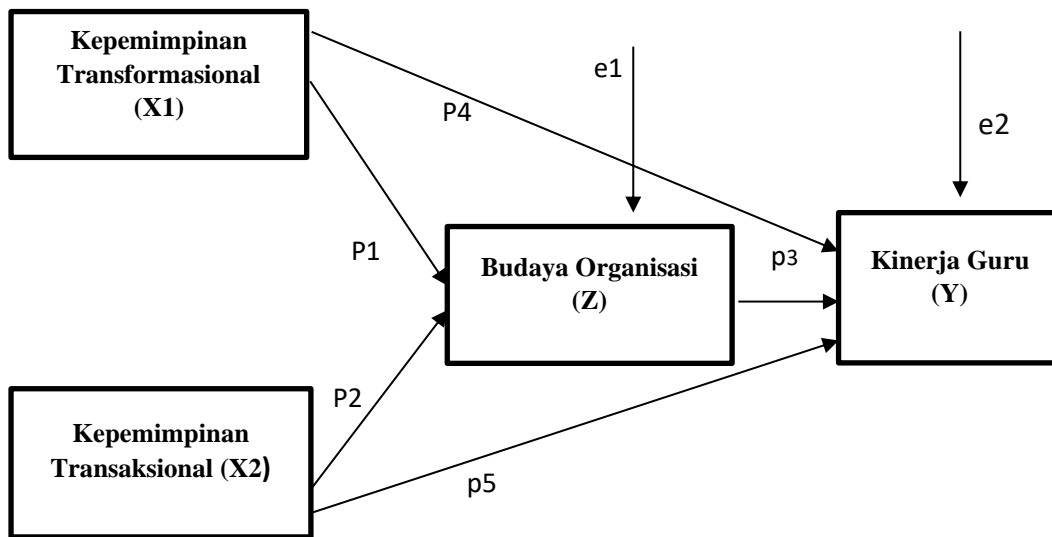 Kepemimpinan
Transformasional
(X1)
P4
e1
e2
P1
Budaya Organisasi
(Z)
p3
Kinerja Guru
(Y)
P2
Kepemimpinan
Transaksional (X2)
p5